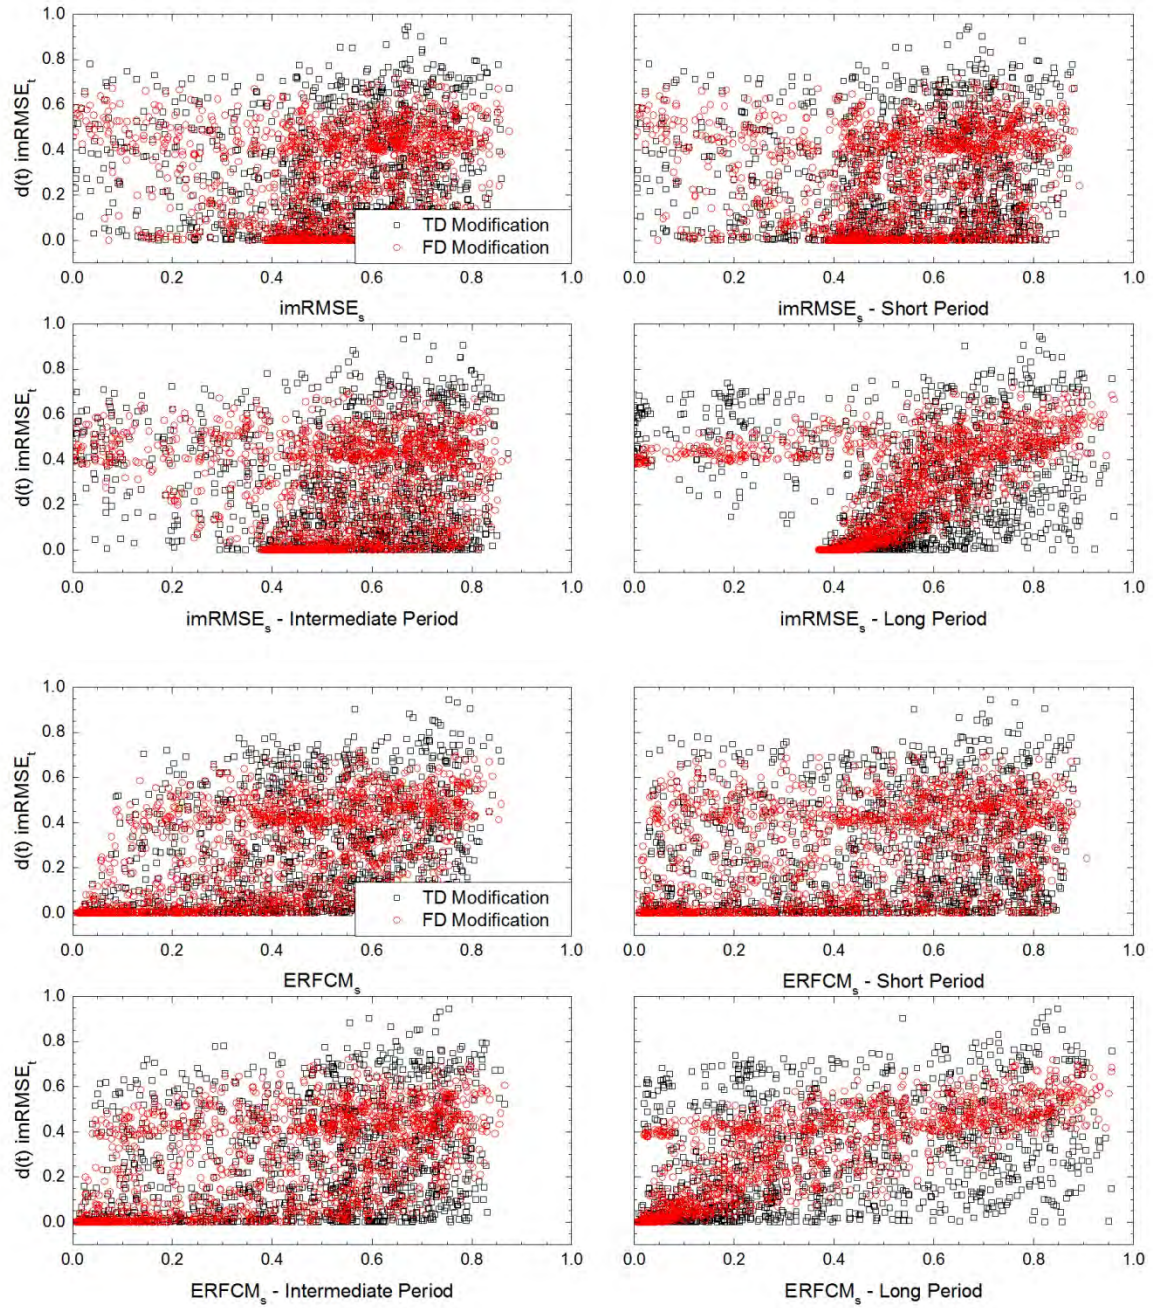 1.0
0.8
0.6
0.4
0.2
0.0
d(t) imRMSEt
TD Modification
FD Modification
0.0 0.2 0.4 0.6 0.8 1.0
imRMSEs
0.0 0.2 0.4 0.6 0.8 1.0
imRMSEs - Short Period
1.0
0.8
0.6
0.4
0.2
0.0
d(t) imRMSEt
0.0 0.2 0.4 0.6 0.8 1.0
imRMSEs - Intermediate Period
0.0 0.2 0.4 0.6 0.8 1.0
imRMSEs - Long Period
1.0
0.8
0.6
0.4
0.2
0.0
d(t) imRMSEt
TD Modification
FD Modification
0.0 0.2 0.4 0.6 0.8 1.0
ERFCMs
0.0 0.2 0.4 0.6 0.8 1.0
ERFCMs - Short Period
1.0
0.8
0.6
0.4
0.2
0.0
d(t) imRMSEt
0.0 0.2 0.4 0.6 0.8 1.0
ERFCMs - Intermediate Period
0.0 0.2 0.4 0.6 0.8 1.0
ERFCMs - Long Period